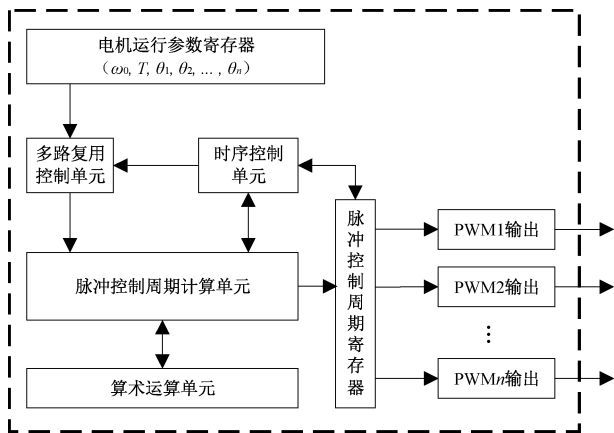 电机运行参数寄存器
(ω0, T, θ1, θ2, ... , θn)
多路复用
控制单元
时序控制
单元
脉冲控制周期计算单元
算术运算单元
脉冲控制周期寄存器
PWM1输出
PWM2输出
⋮
PWMn输出